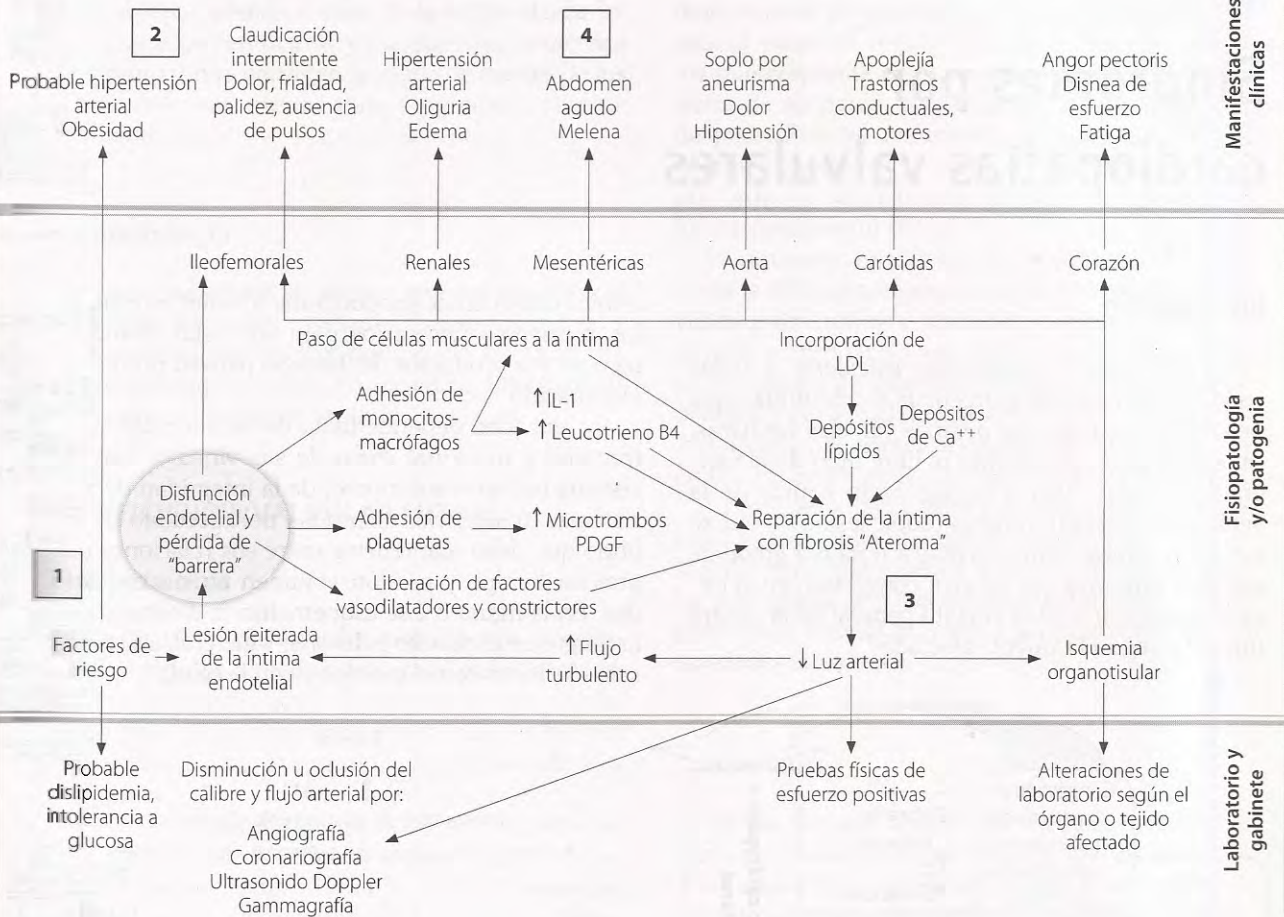 2
Probable hipertensión
arterial
Obesidad
Claudicación
intermitente
Dolor, frialdad,
palidez, ausencia
de pulsos
Hipertensión
arterial
Oliguria
Edema
4
Abdomen
agudo
Melena
Soplo por
aneurisma
Dolor
Hipotensión
Apoplejía
Trastornos
conductuales,
motores
Angor pectoris
Disnea de
esfuerzo
Fatiga
Manifestaciones
clínicas
Ileofemorales
Renales
Mesentéricas
Aorta
Carótidas
Corazón
Paso de células musculares a la íntima
Incorporación de
LDL
Adhesión de
monocitos-
macrófagos
↑ IL-1
↑ Leucotrieno B4
Depósitos
lípidos
Depósitos
de Ca++
Disfunción
endotelial y
pérdida de
"barrera"
Adhesión de
plaquetas
↑ Microtrombos
PDGF
Reparación de la íntima
con fibrosis "Ateroma"
1
Liberación de factores
vasodilatadores y constrictores
3
Factores de
riesgo
Lesión reiterada
de la íntima
endotelial
↑ Flujo
turbulento
↓ Luz arterial
Isquemia
organotisular
Fisiopatología
y/o patogenia
Probable
dislipidemia,
intolerancia a
glucosa
Disminución u oclusión del
calibre y flujo arterial por:
Angiografía
Coronariografía
Ultrasonido Doppler
Gammagrafía
Pruebas físicas de
esfuerzo positivas
Alteraciones de
laboratorio según el
órgano o tejido
afectado
Laboratorio y
gabinete
cardiopatías valvulares